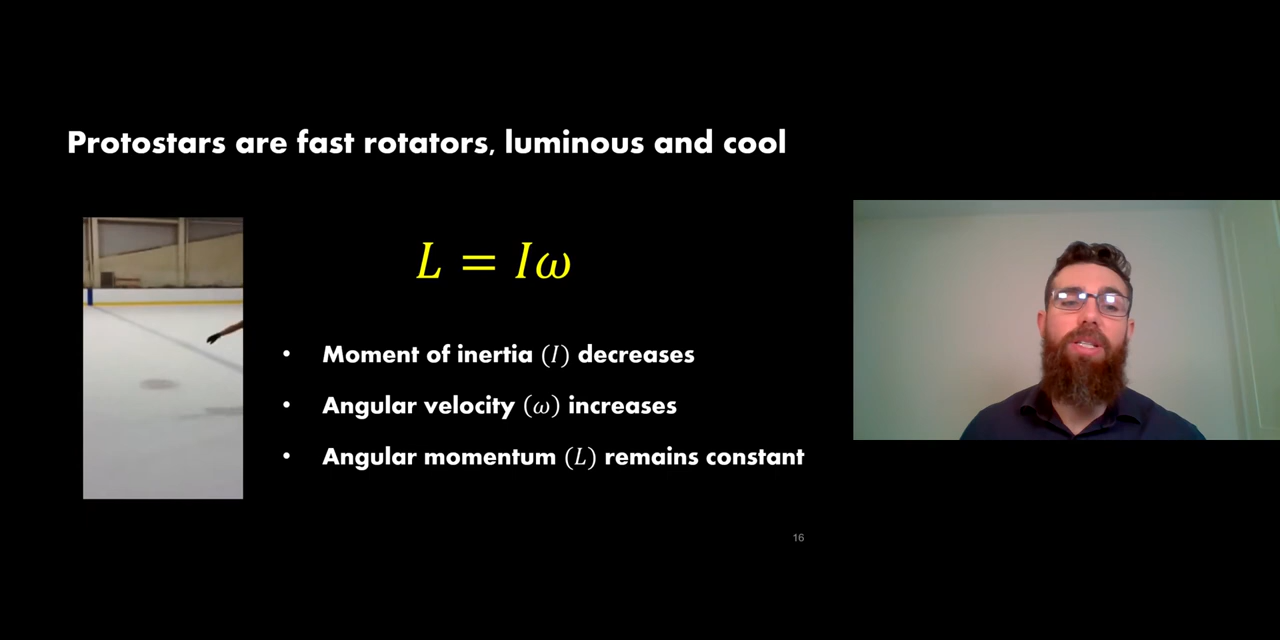 Protostars are fast rotators, luminous and cool
L = Iω
• Moment of inertia (I) decreases
• Angular velocity (ω) increases
• Angular momentum (L) remains constant
16